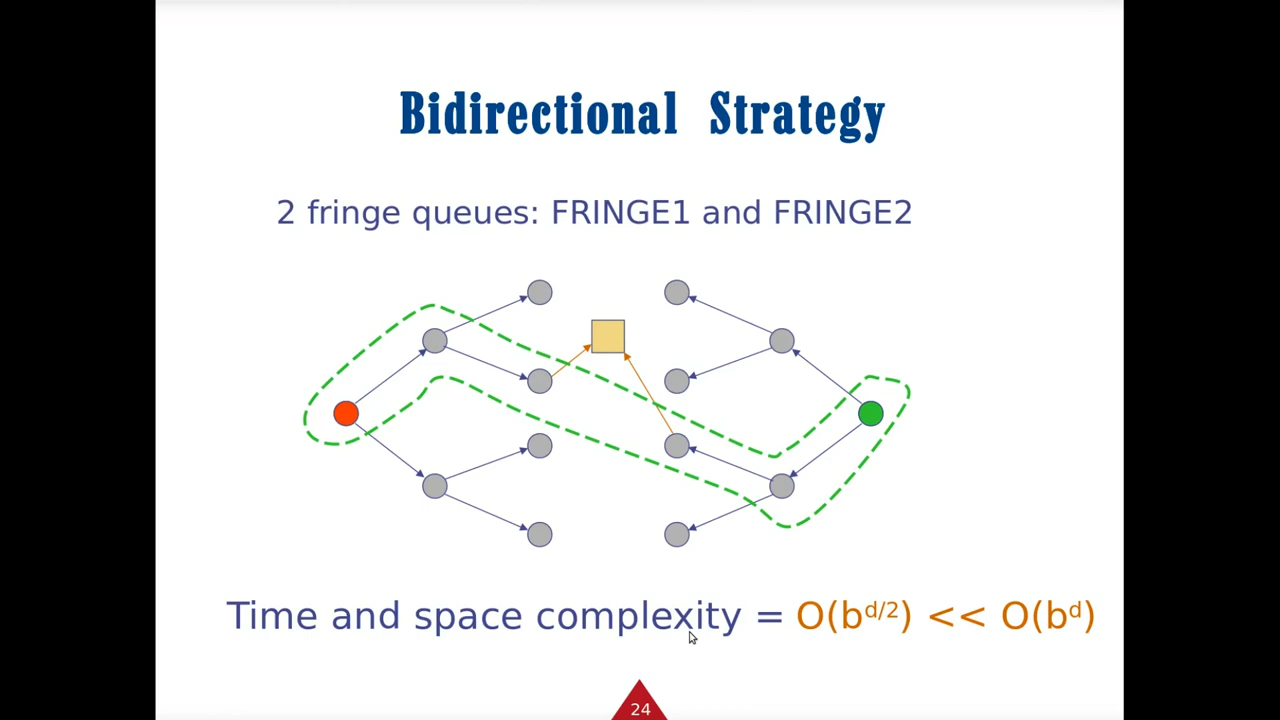 Bidirectional Strategy
2 fringe queues: FRINGE1 and FRINGE2
Time and space complexity = O(b^d/2) << O(b^d)
24